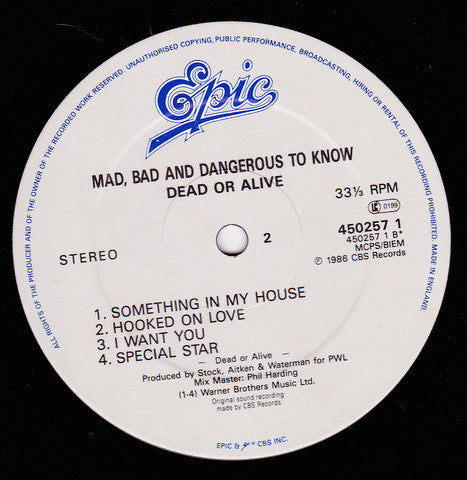 ALL RIGHTS OF THE PRODUCER AND OF THE OWNER OF THE RECORDED WORK RESERVED. UNAUTHORISED COPYING, PUBLIC PERFORMANCE, BROADCASTING, HIRING OR RENTAL OF THIS RECORDING PROHIBITED. MADE IN ENGLAND.
Epic
MAD, BAD AND DANGEROUS TO KNOW
DEAD OR ALIVE
33⅓ RPM
LC 0199
2
450257 1
450257 1 B*
MCPS/BIEM
℗ 1986 CBS Records
STEREO
1. SOMETHING IN MY HOUSE
2. HOOKED ON LOVE
3. I WANT YOU
4. SPECIAL STAR
– Dead or Alive –
Produced by Stock, Aitken & Waterman for PWL
Mix Master: Phil Harding
(1-4) Warner Brothers Music Ltd.
Original sound recording
made by CBS Records
EPIC & CBS INC.